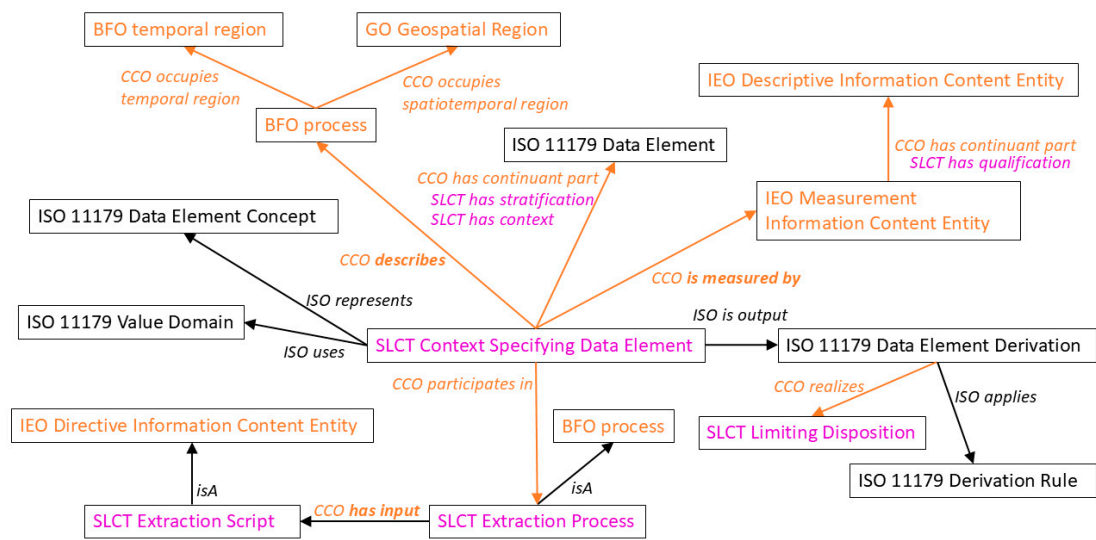 BFO temporal region
GO Geospatial Region
CCO occupies
temporal region
CCO occupies
spatiotemporal region
IEO Descriptive Information Content Entity
BFO process
ISO 11179 Data Element
CCO has continuant part
SLCT has qualification
CCO has continuant part
SLCT has stratification
SLCT has context
ISO 11179 Data Element Concept
IEO Measurement
Information Content Entity
CCO describes
CCO is measured by
ISO represents
ISO 11179 Value Domain
ISO is output
ISO uses
SLCT Context Specifying Data Element
ISO 11179 Data Element Derivation
CCO participates in
CCO realizes
ISO applies
IEO Directive Information Content Entity
BFO process
SLCT Limiting Disposition
isA
isA
ISO 11179 Derivation Rule
SLCT Extraction Script
CCO has input
SLCT Extraction Process